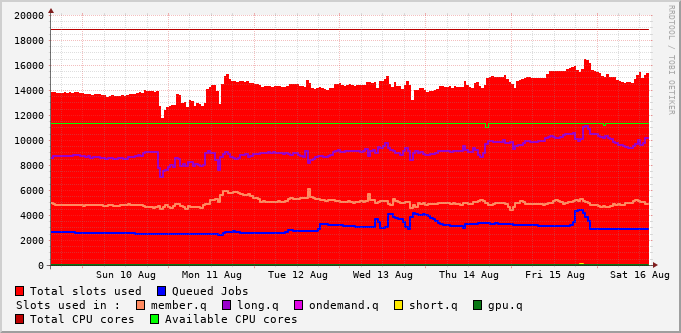 RRDTOOL / TOBI OETIKER
20000
18000
16000
14000
12000
10000
8000
6000
4000
2000
0
Sun 10 Aug Mon 11 Aug Tue 12 Aug Wed 13 Aug Thu 14 Aug Fri 15 Aug Sat 16 Aug
Total slots used Queued Jobs
Slots used in : member.q long.q ondemand.q short.q gpu.q
Total CPU cores Available CPU cores